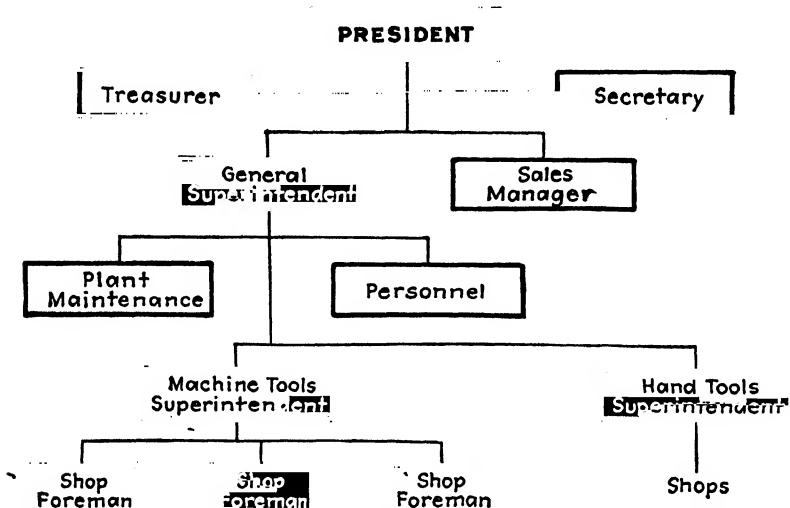 PRESIDENT
Treasurer
Secretary
General
Superintendent
Sales
Manager
Plant
Maintenance
Personnel
Machine Tools
Superintendent
Hand Tools
Superintendent
Shop
Foreman
Shop
Foreman
Shop
Foreman
Shops